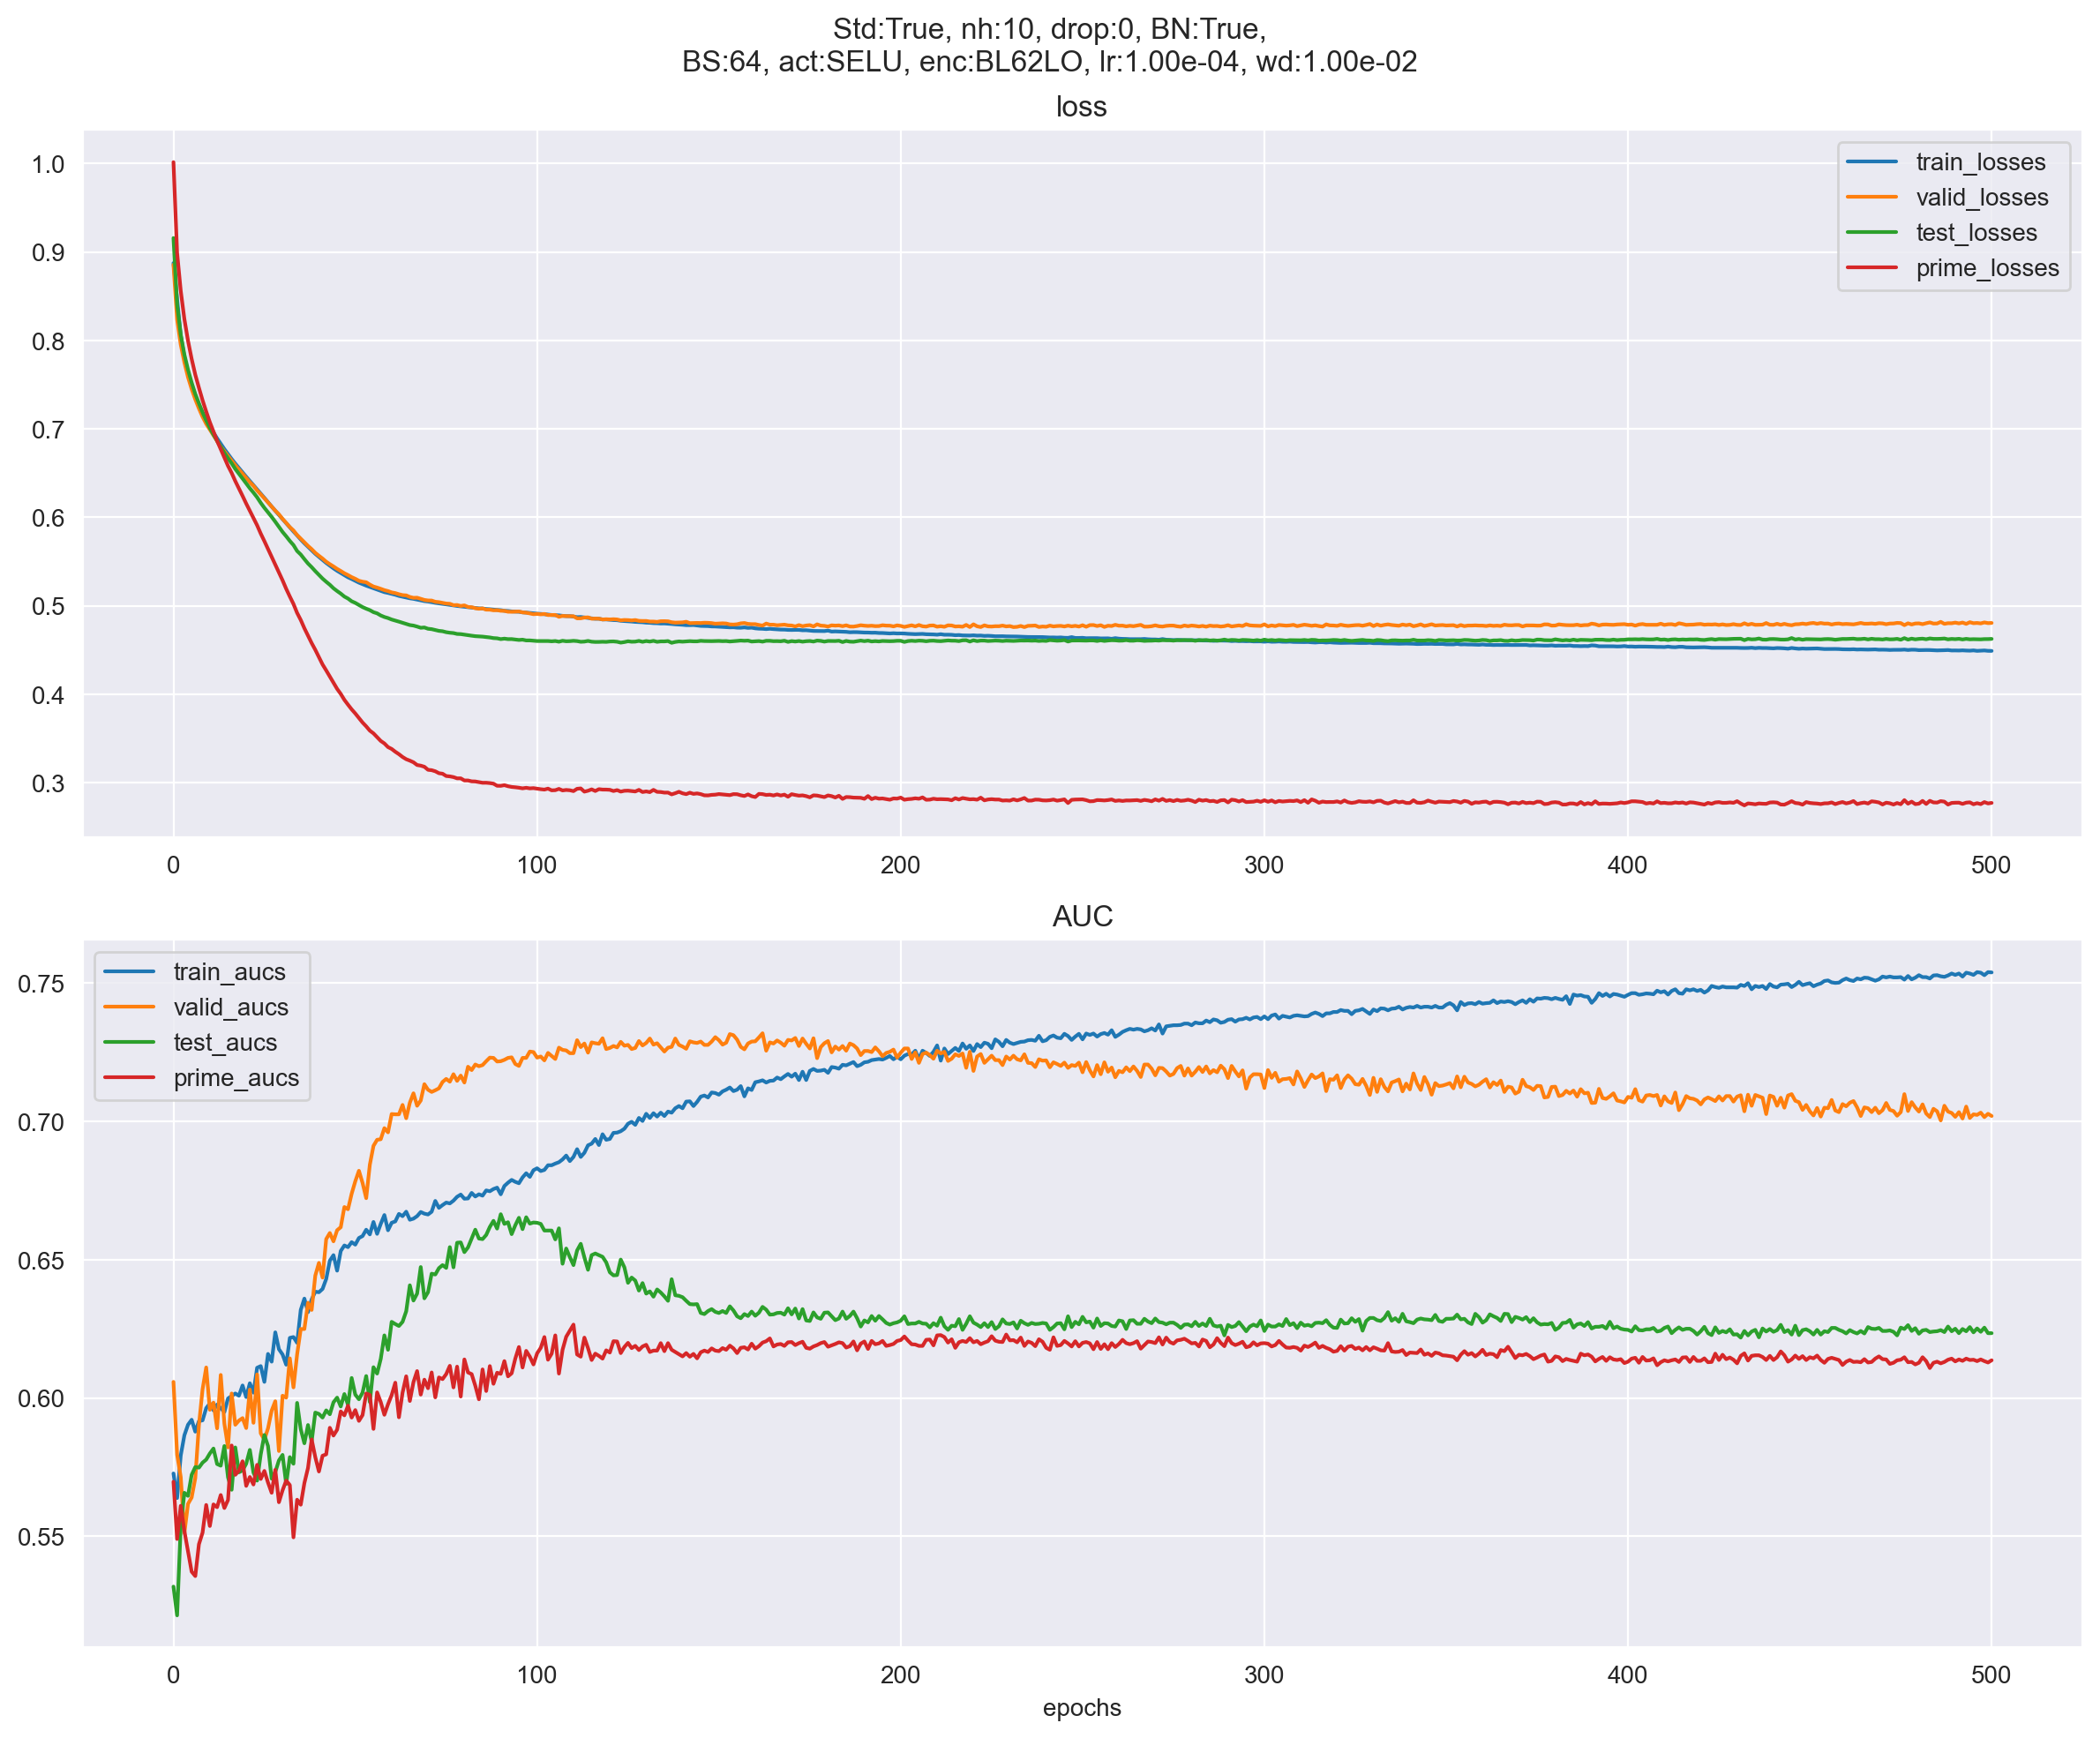 Std:True, nh:10, drop:0, BN:True,
BS:64, act:SELU, enc:BL62LO, lr:1.00e-04, wd:1.00e-02
loss
1.0
0.9
0.8
0.7
0.6
0.5
0.4
0.3
train_losses
valid_losses
test_losses
prime_losses
0 100 200 300 400 500
AUC
0.75
0.70
0.65
0.60
0.55
train_aucs
valid_aucs
test_aucs
prime_aucs
0 100 200 300 400 500
epochs